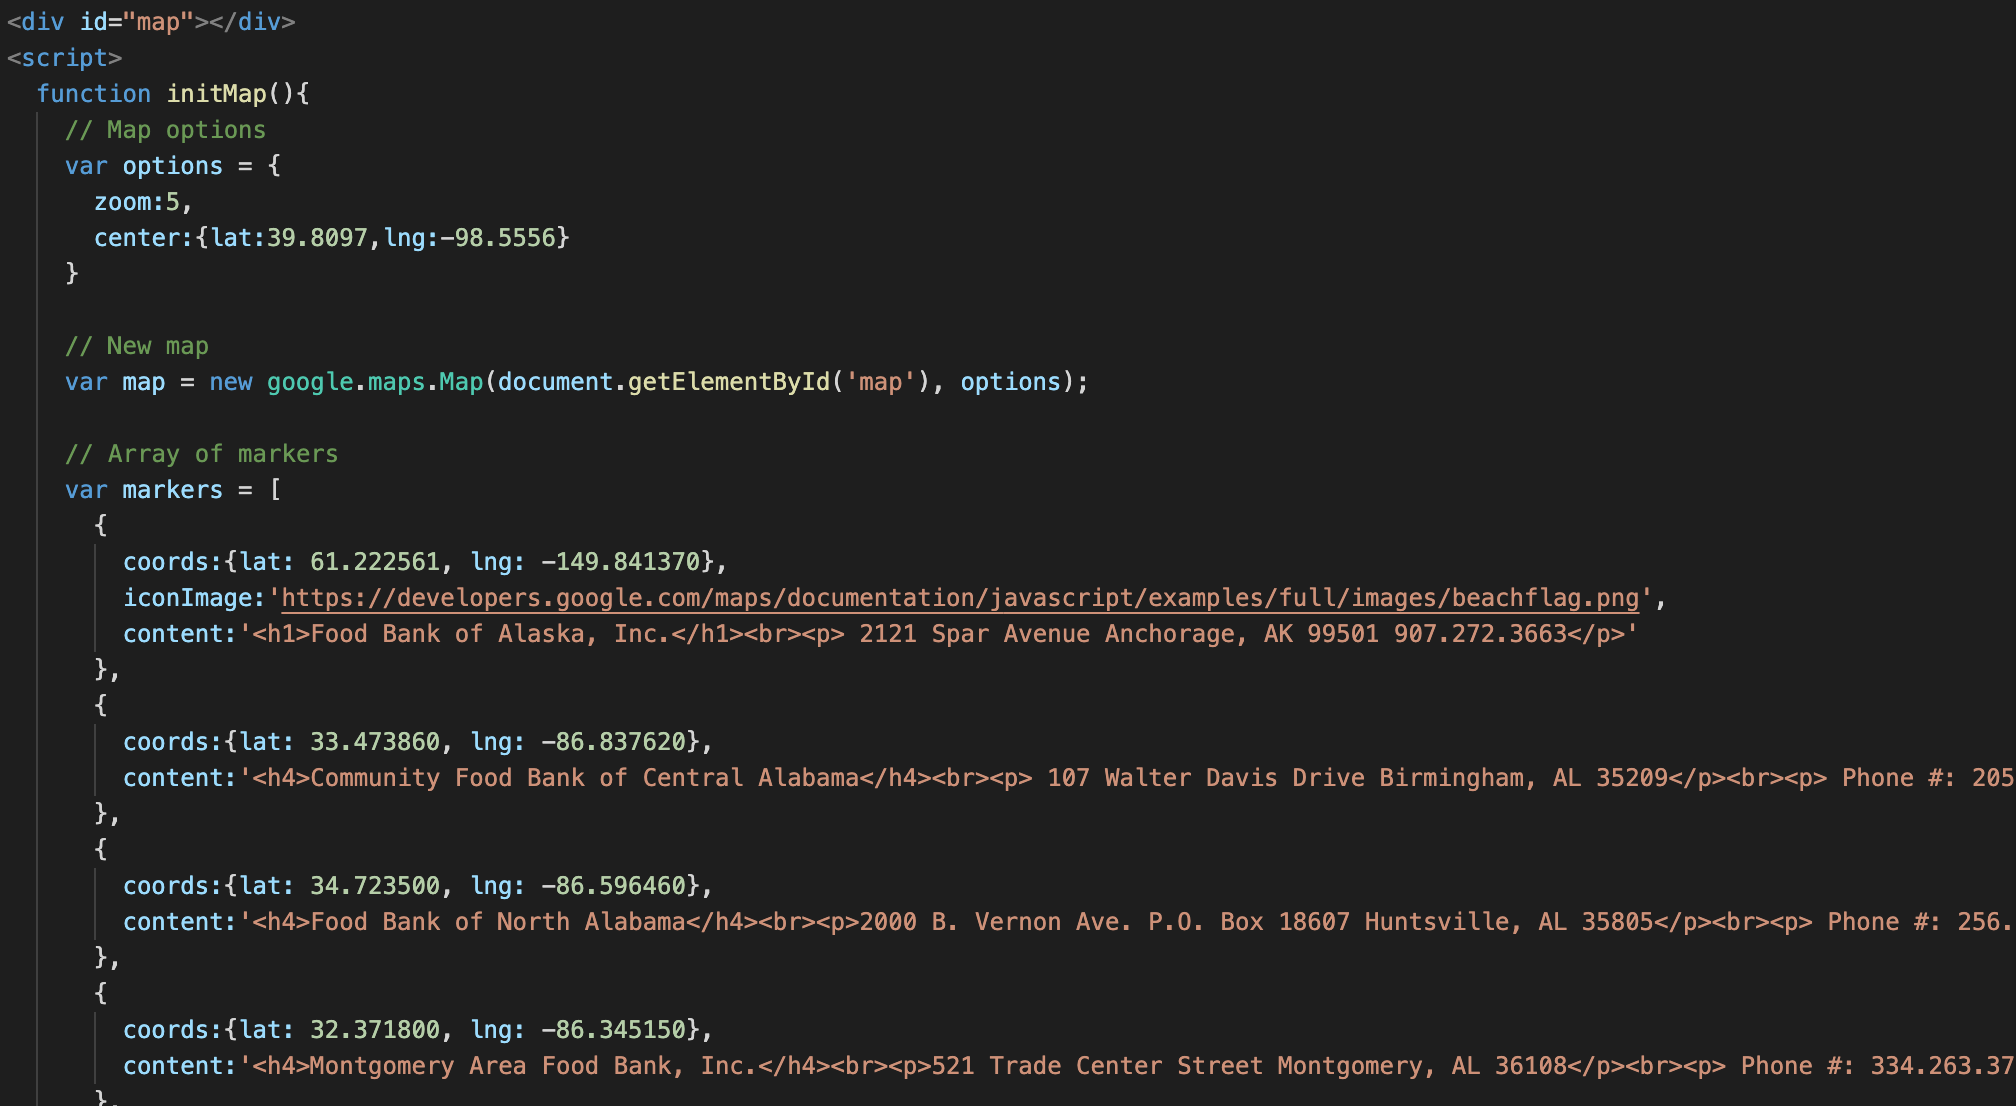 <div id="map"></div>
<script>
function initMap(){
// Map options
var options = {
zoom:5,
center:{lat:39.8097,lng:-98.5556}
}
// New map
var map = new google.maps.Map(document.getElementById('map'), options);
// Array of markers
var markers = [
{
coords:{lat: 61.222561, lng: -149.841370},
iconImage:'https://developers.google.com/maps/documentation/javascript/examples/full/images/beachflag.png',
content:'<h1>Food Bank of Alaska, Inc.</h1><br><p> 2121 Spar Avenue Anchorage, AK 99501 907.272.3663</p>'
},
{
coords:{lat: 33.473860, lng: -86.837620},
content:'<h4>Community Food Bank of Central Alabama</h4><br><p> 107 Walter Davis Drive Birmingham, AL 35209</p><br><p> Phone #: 205
},
{
coords:{lat: 34.723500, lng: -86.596460},
content:'<h4>Food Bank of North Alabama</h4><br><p>2000 B. Vernon Ave. P.O. Box 18607 Huntsville, AL 35805</p><br><p> Phone #: 256.
},
{
coords:{lat: 32.371800, lng: -86.345150},
content:'<h4>Montgomery Area Food Bank, Inc.</h4><br><p>521 Trade Center Street Montgomery, AL 36108</p><br><p> Phone #: 334.263.37
},